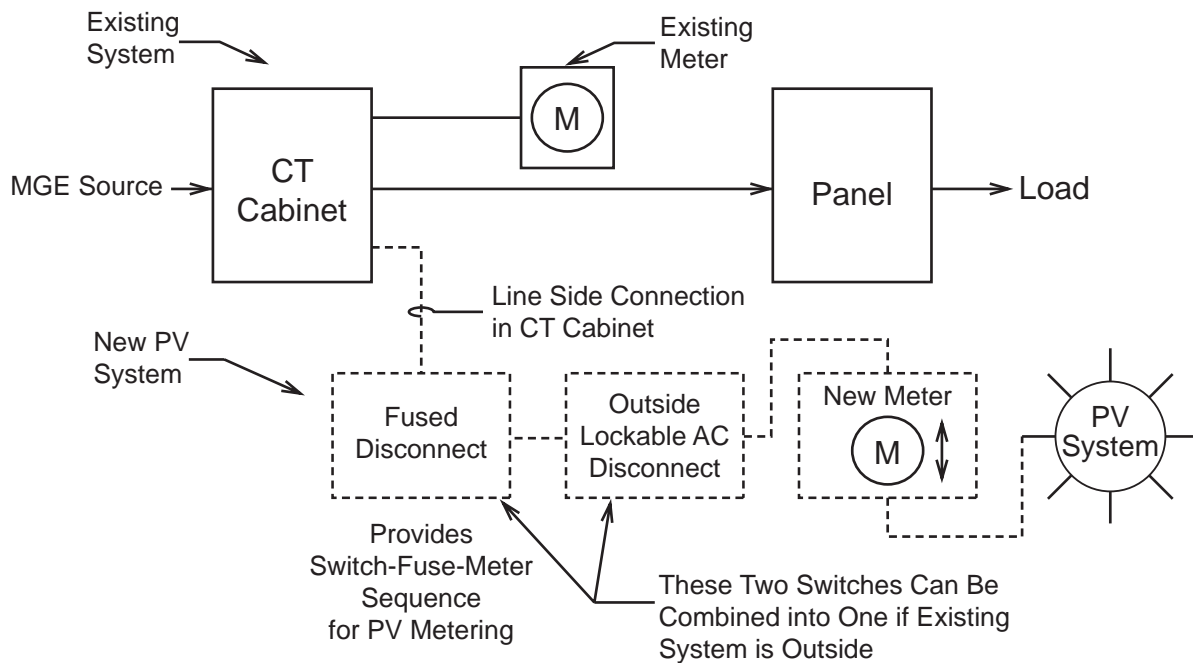 Existing
System
Existing
Meter
M
MGE Source
CT
Cabinet
Panel
Load
Line Side Connection
in CT Cabinet
New PV
System
Fused
Disconnect
Outside
Lockable AC
Disconnect
New Meter
M
PV
System
Provides
Switch-Fuse-Meter
Sequence
for PV Metering
These Two Switches Can Be
Combined into One if Existing
System is Outside